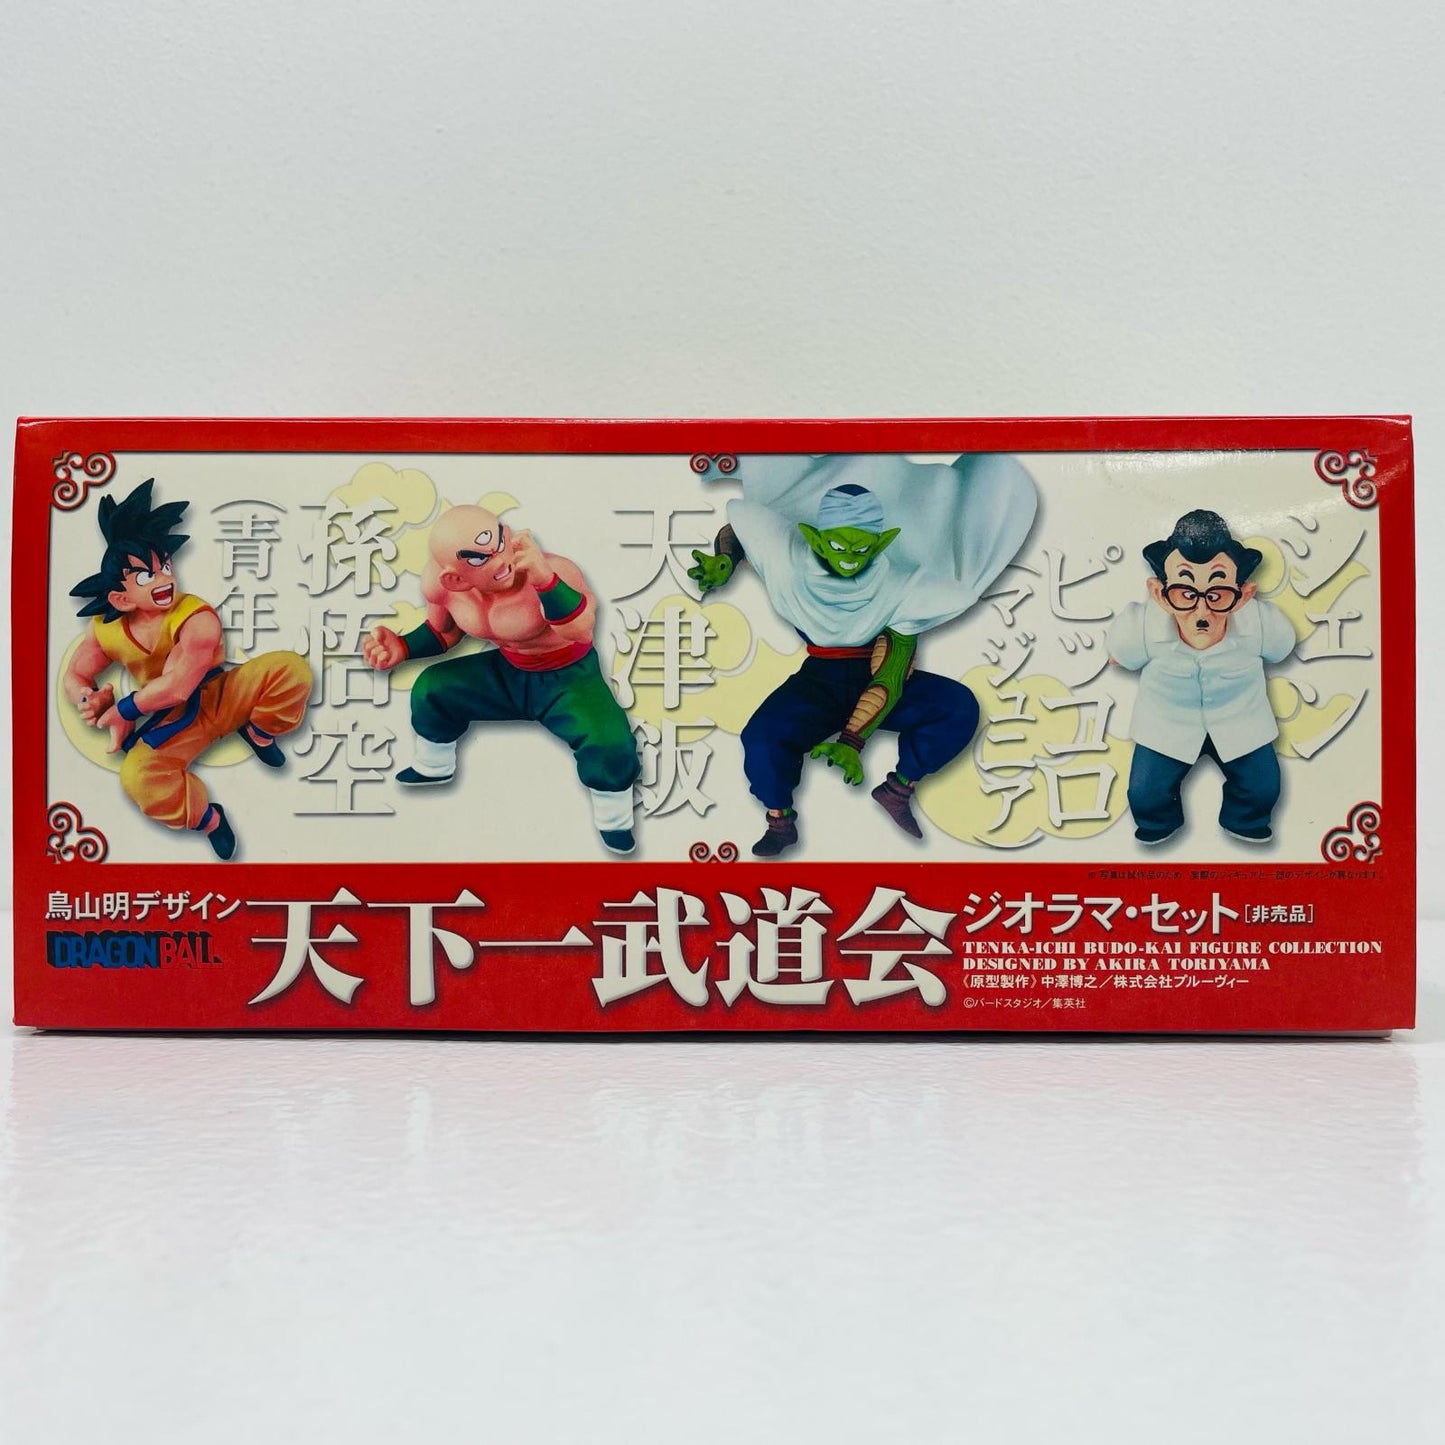 孫悟空
（青年）
天津飯
ピッコロ
（マジュニア）
シェン
※写真は試作品のため、実際のフィギュアと一部のデザインが異なります。
鳥山明デザイン
DRAGON BALL
天下一武道会
ジオラマ・セット［非売品］
TENKA-ICHI BUDO-KAI FIGURE COLLECTION
DESIGNED BY AKIRA TORIYAMA
《原型製作》中澤博之／株式会社プルーヴィー
©バードスタジオ／集英社